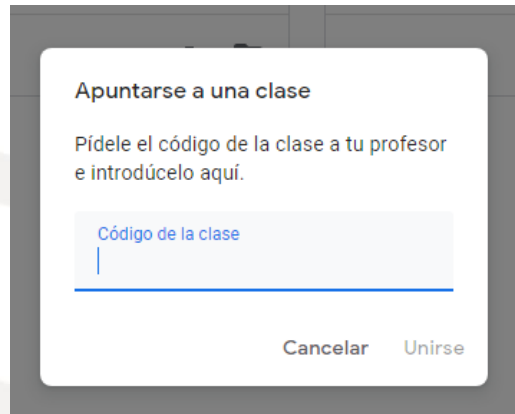 Apuntarse a una clase
Pídele el código de la clase a tu profesor
e introdúcelo aquí.
Código de la clase
Cancelar Unirse